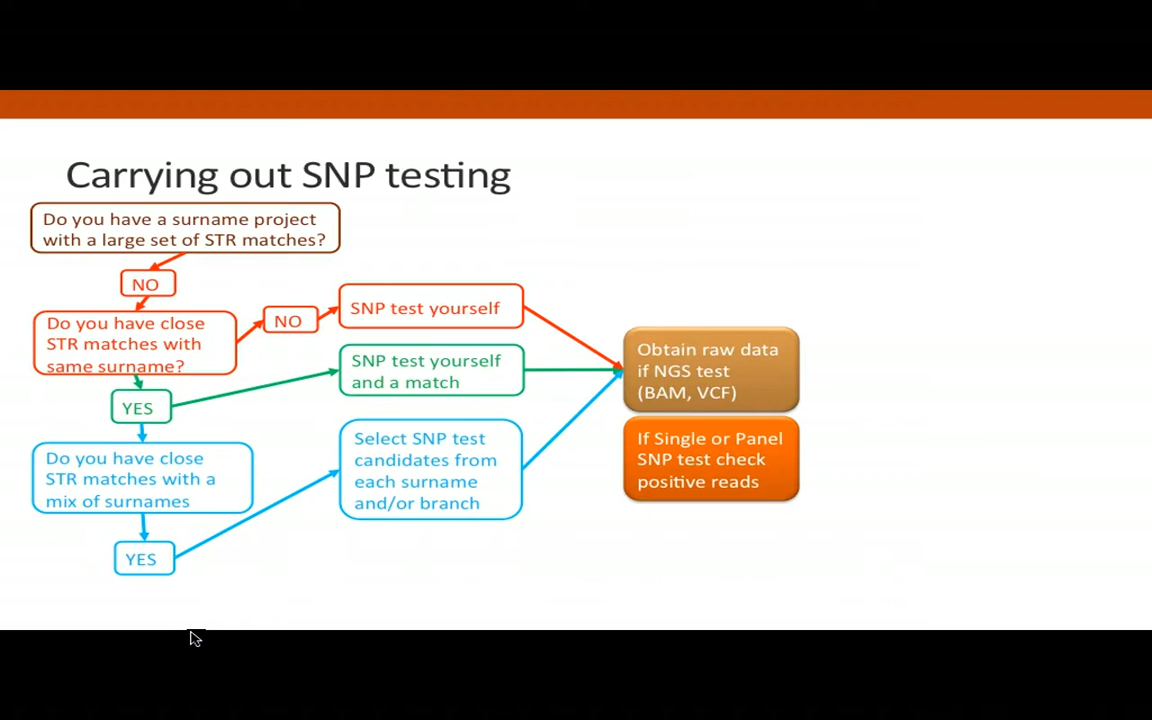 Carrying out SNP testing
Do you have a surname project
with a large set of STR matches?
NO
Do you have close
STR matches with
same surname?
NO
SNP test yourself
YES
SNP test yourself
and a match
Do you have close
STR matches with a
mix of surnames
YES
Select SNP test
candidates from
each surname
and/or branch
Obtain raw data
if NGS test
(BAM, VCF)
If Single or Panel
SNP test check
positive reads